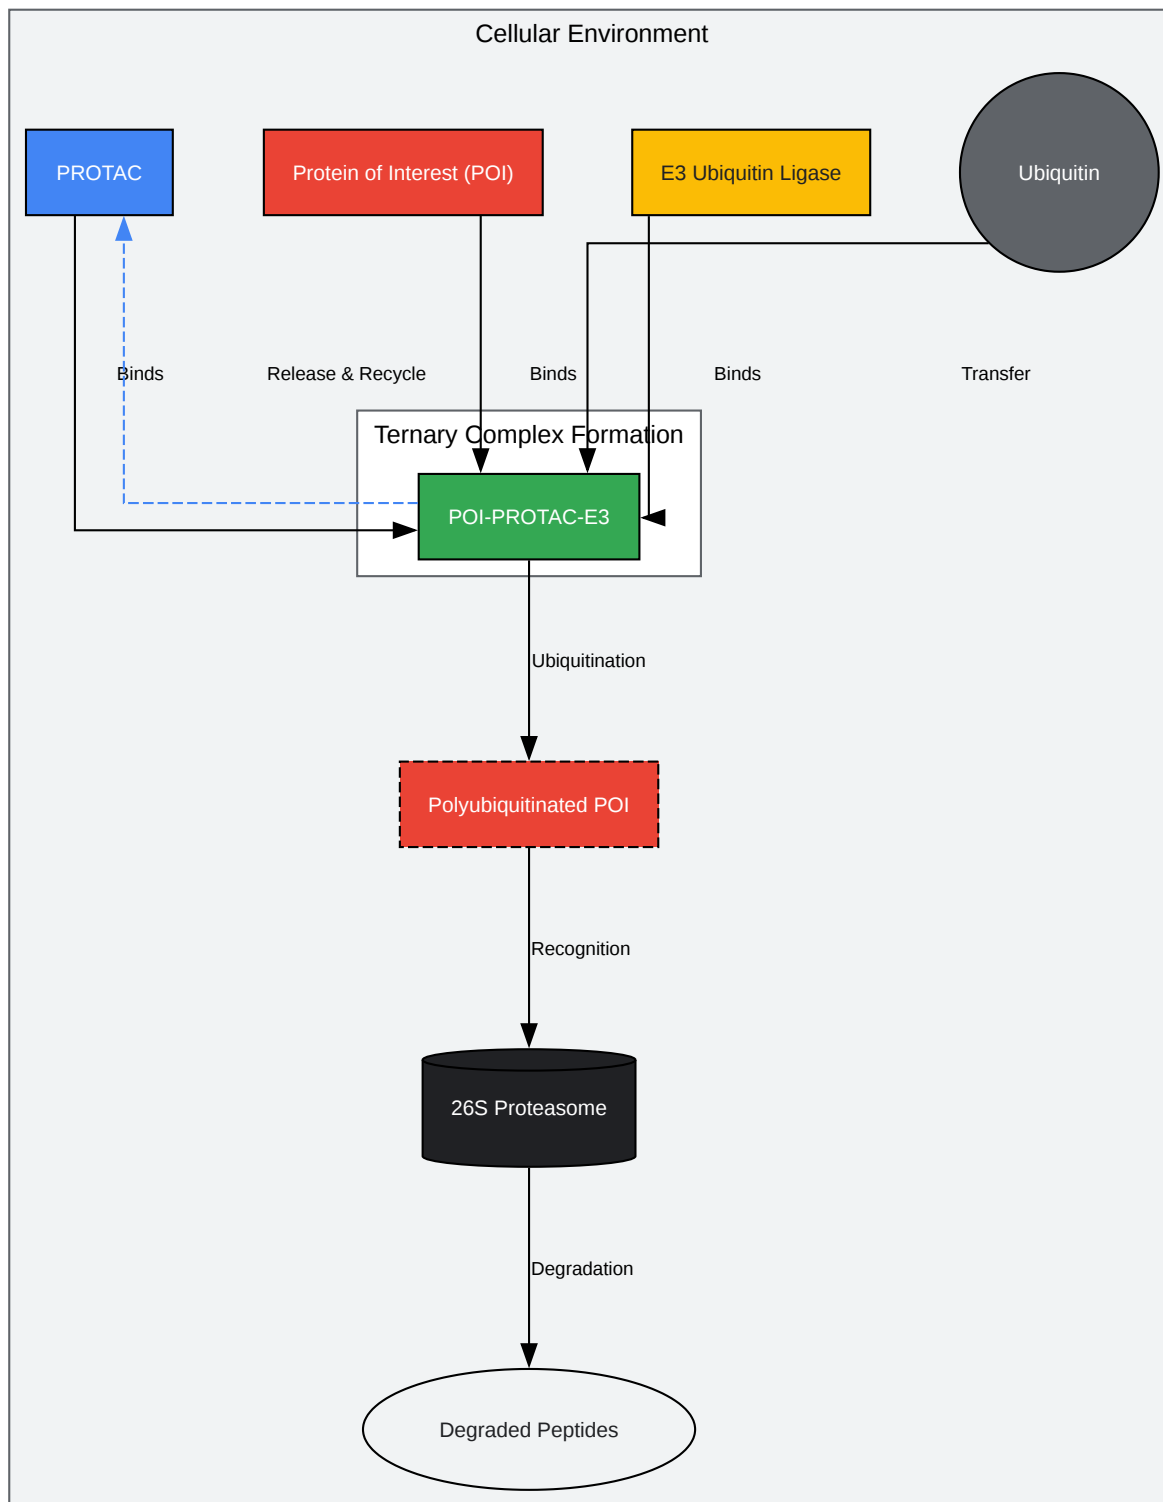 Cellular Environment
PROTAC
Protein of Interest (POI)
E3 Ubiquitin Ligase
Ubiquitin
Binds
Release & Recycle
Binds
Binds
Transfer
Ternary Complex Formation
POI-PROTAC-E3
Ubiquitination
Polyubiquitinated POI
Recognition
26S Proteasome
Degradation
Degraded Peptides